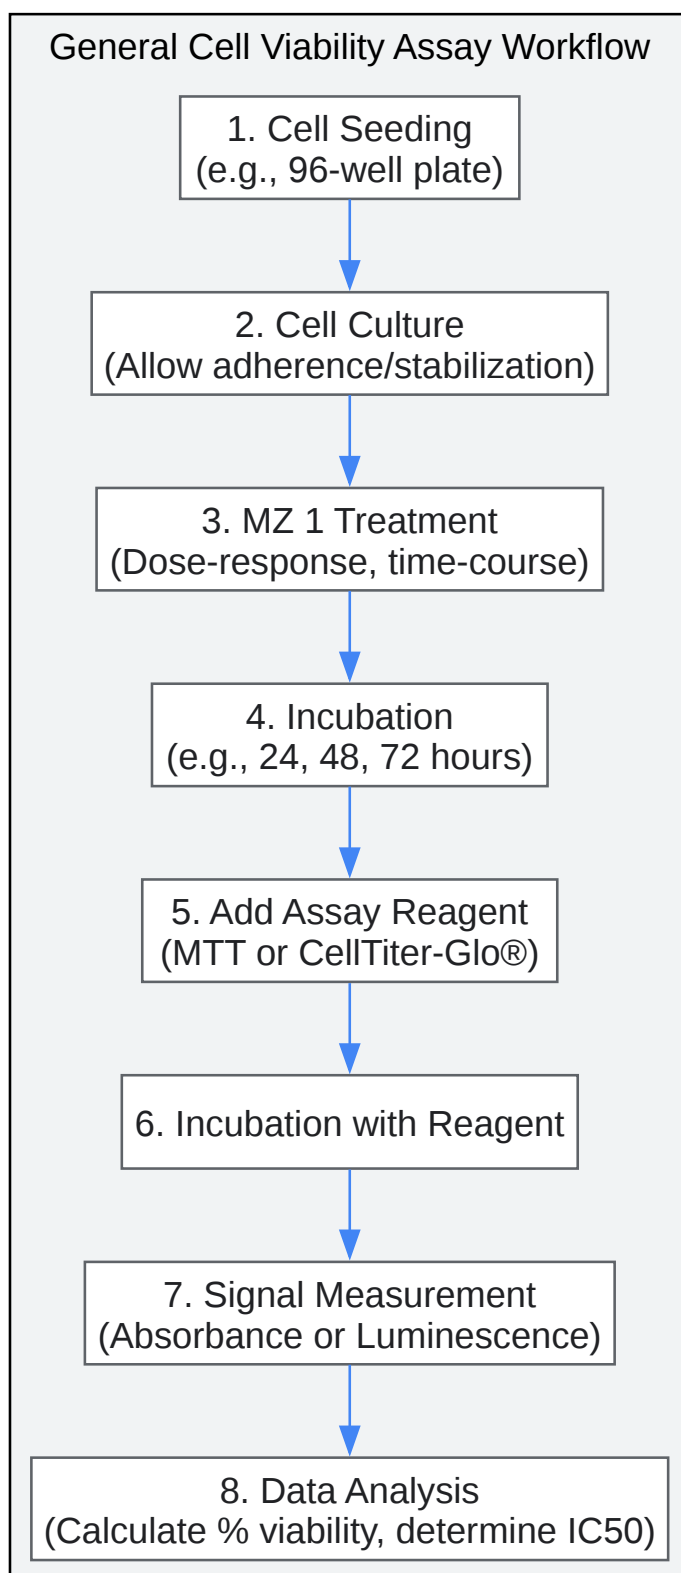 General Cell Viability Assay Workflow
1. Cell Seeding
(e.g., 96-well plate)
2. Cell Culture
(Allow adherence/stabilization)
3. MZ 1 Treatment
(Dose-response, time-course)
4. Incubation
(e.g., 24, 48, 72 hours)
5. Add Assay Reagent
(MTT or CellTiter-Glo®)
6. Incubation with Reagent
7. Signal Measurement
(Absorbance or Luminescence)
8. Data Analysis
(Calculate % viability, determine IC50)